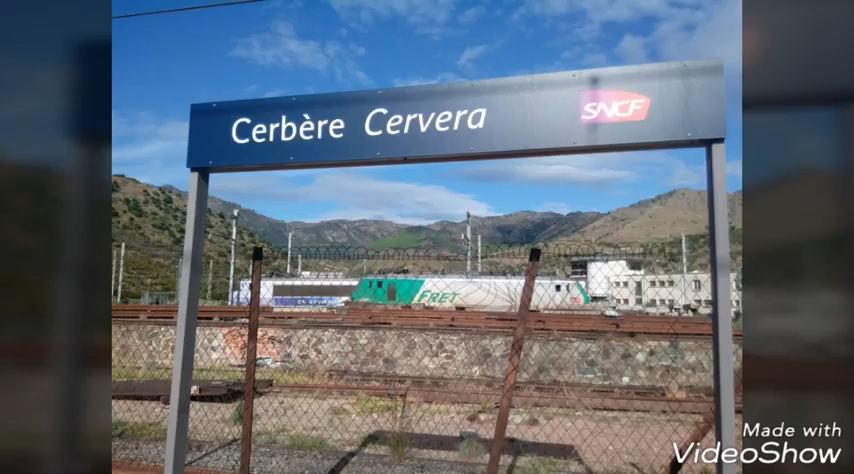 Cerbère Cervera
SNCF
FRET
Made with
VideoShow